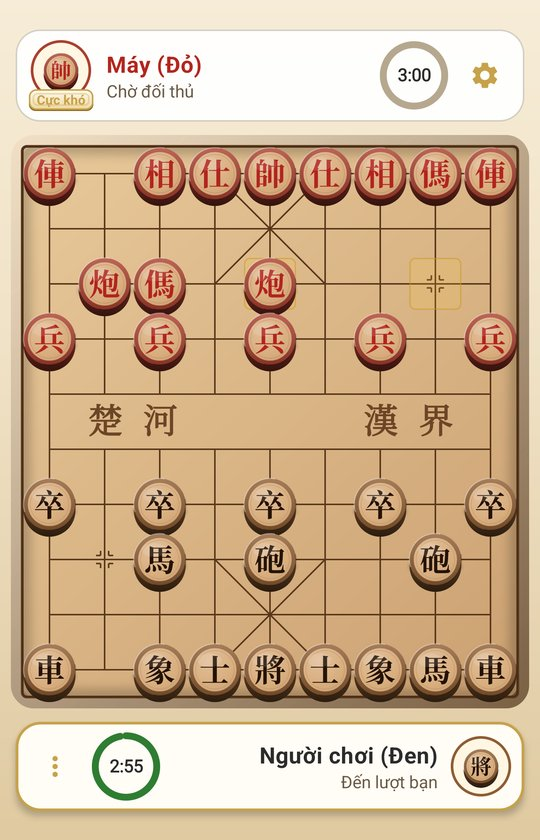 帥
Cực khó
Máy (Đỏ)
Chờ đối thủ
3:00
俥 相 仕 帥 仕 相 傌 俥
炮 傌 炮
兵 兵 兵 兵 兵
楚 河 漢 界
卒 卒 卒 卒 卒
馬 砲 砲
車 象 士 將 士 象 馬 車
2:55
Người chơi (Đen)
Đến lượt bạn
將